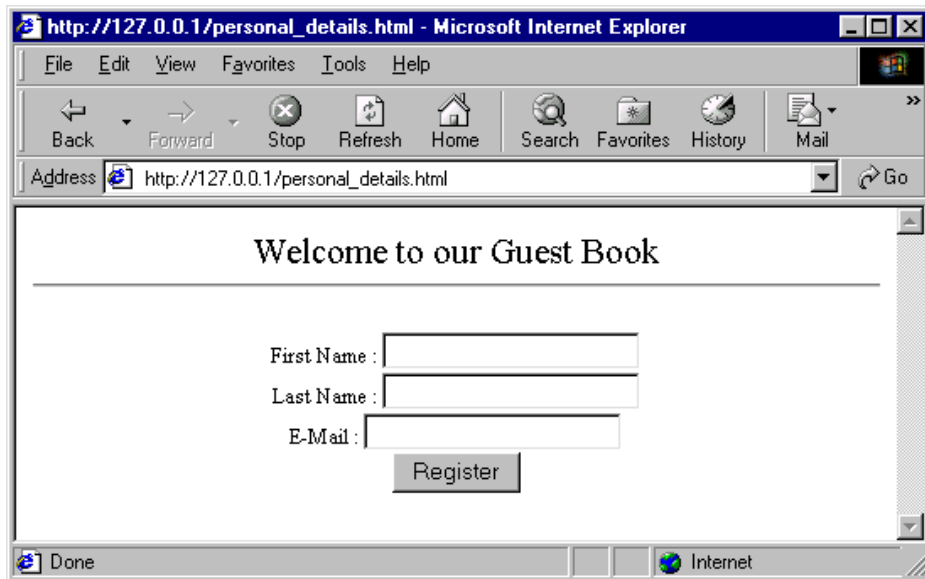 http://127.0.0.1/personal_details.html - Microsoft Internet Explorer
File Edit View Favorites Tools Help
Back Forward Stop Refresh Home Search Favorites History Mail »
Address http://127.0.0.1/personal_details.html Go
Welcome to our Guest Book
First Name :
Last Name :
E-Mail :
Register
Done Internet